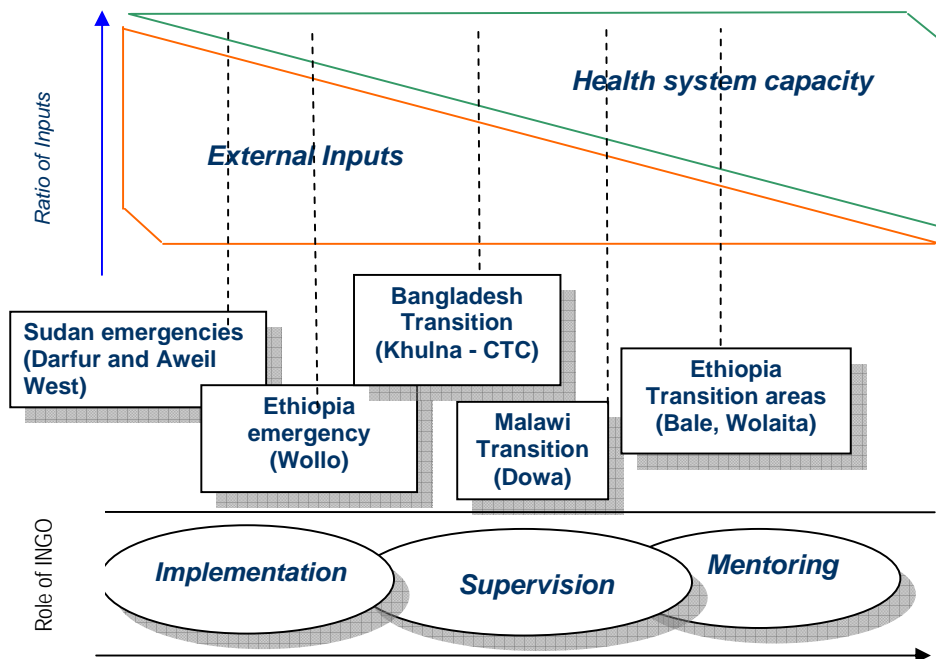 Ratio of Inputs
Health system capacity
External Inputs
Sudan emergencies
(Darfur and Aweil
West)
Ethiopia
emergency
(Wollo)
Bangladesh
Transition
(Khulna - CTC)
Malawi
Transition
(Dowa)
Ethiopia
Transition areas
(Bale, Wolaita)
Role of INGO
Implementation
Supervision
Mentoring